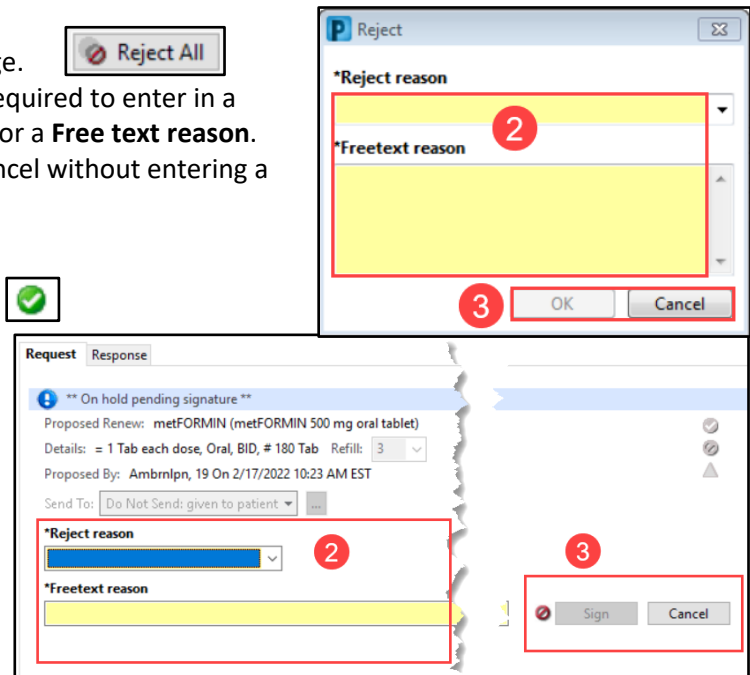 ge.
Reject All
equired to enter in a
or a Free text reason.
ncel without entering a
P Reject
*Reject reason
2
*Freetext reason
3 OK Cancel
Request Response
** On hold pending signature **
Proposed Renew: metFORMIN (metFORMIN 500 mg oral tablet)
Details: = 1 Tab each dose, Oral, BID, # 180 Tab Refill: 3
Proposed By: Ambrnlpn, 19 On 2/17/2022 10:23 AM EST
Send To: Do Not Send: given to patient ...
*Reject reason
2
*Freetext reason
3
Sign Cancel